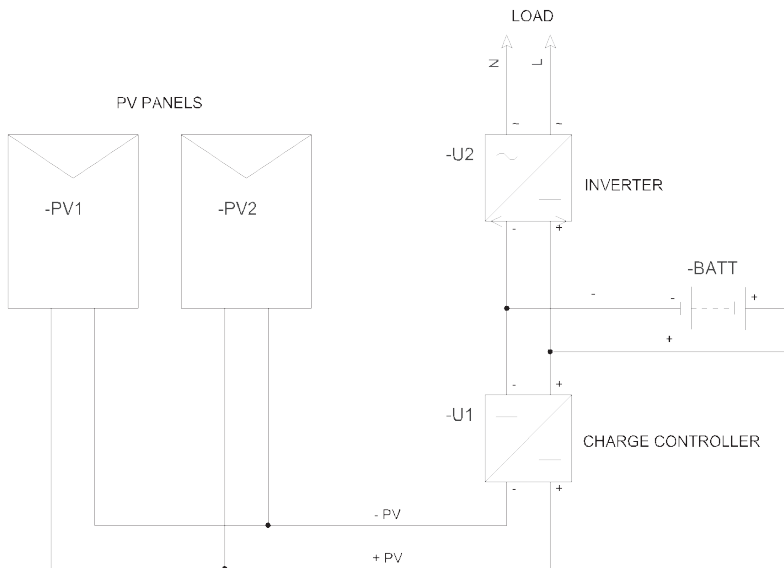 LOAD
N
L
PV PANELS
~ ~
-U2
INVERTER
-PV1
-PV2
- +
-BATT
-
- +
+
- +
-U1
CHARGE CONTROLLER
- +
- PV
+ PV